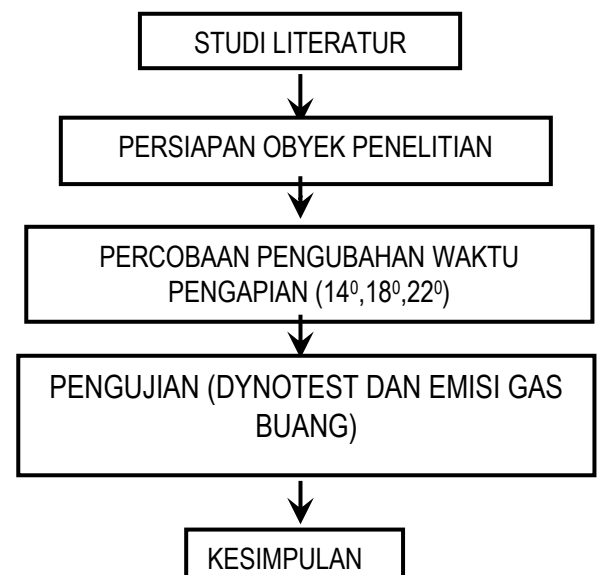 STUDI LITERATUR
PERSIAPAN OBYEK PENELITIAN
PERCOBAAN PENGUBAHAN WAKTU
PENGAPIAN (14⁰,18⁰,22⁰)
PENGUJIAN (DYNOTEST DAN EMISI GAS
BUANG)
KESIMPULAN